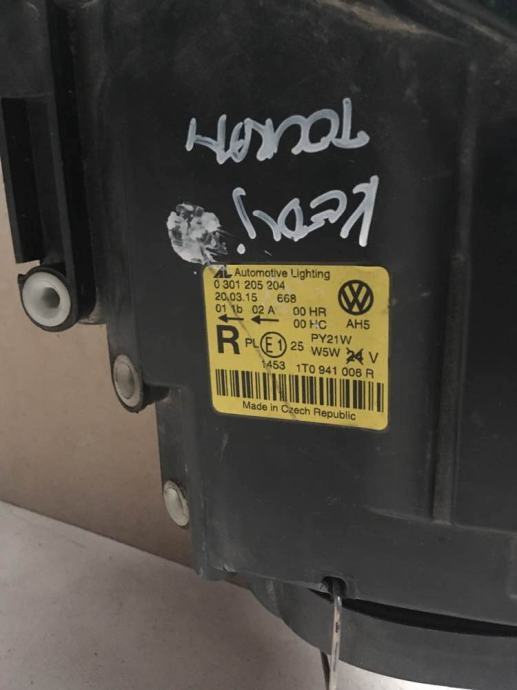 TOURAN
AL Automotive Lighting
0 301 205 204
20.03.15 668
01 1b 02 A 00 HR
00 HC AH5
R PL E1 25 PY21W
W5W 24 V
1453 1T0 941 006 R
Made in Czech Republic